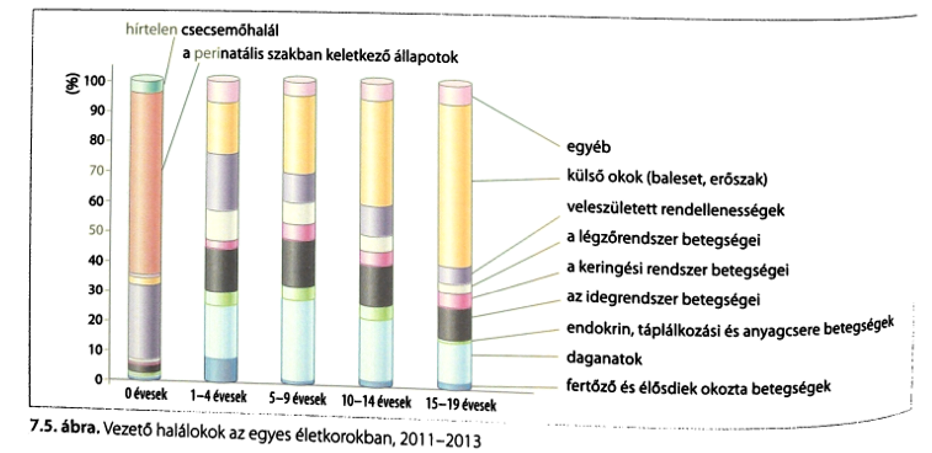 hírtelen csecsemőhalál
a perinatális szakban keletkező állapotok
(%)
100
90
80
70
60
50
40
30
20
10
0
0 évesek
1–4 évesek
5–9 évesek
10–14 évesek
15–19 évesek
egyéb
külső okok (baleset, erőszak)
veleszületett rendellenességek
a légzőrendszer betegségei
a keringési rendszer betegségei
az idegrendszer betegségei
endokrin, táplálkozási és anyagcsere betegségek
daganatok
fertőző és élősdiek okozta betegségek
7.5. ábra. Vezető halálokok az egyes életkorokban, 2011–2013